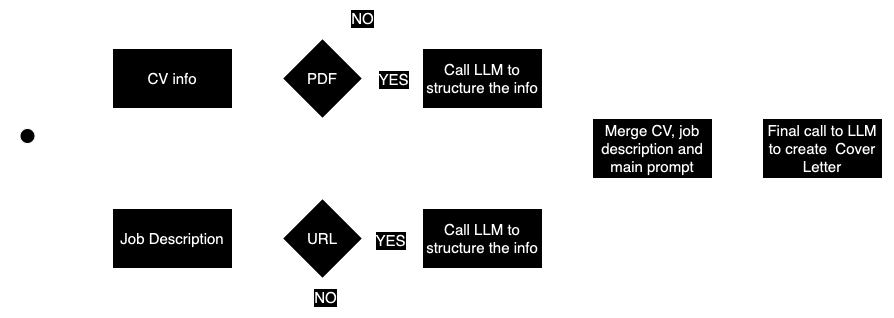 NO
CV info
PDF
YES
Call LLM to
structure the info
Merge CV, job
description and
main prompt
Final call to LLM
to create Cover
Letter
Job Description
URL
YES
Call LLM to
structure the info
NO